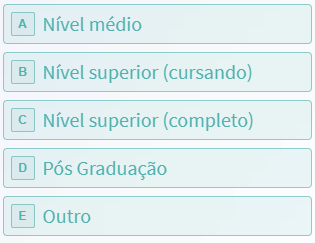 A Nível médio
B Nível superior (cursando)
C Nível superior (completo)
D Pós Graduação
E Outro